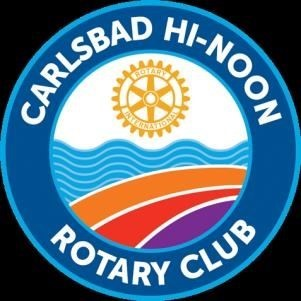 CARLSBAD HI-NOON
ROTARY
INTERNATIONAL
ROTARY CLUB